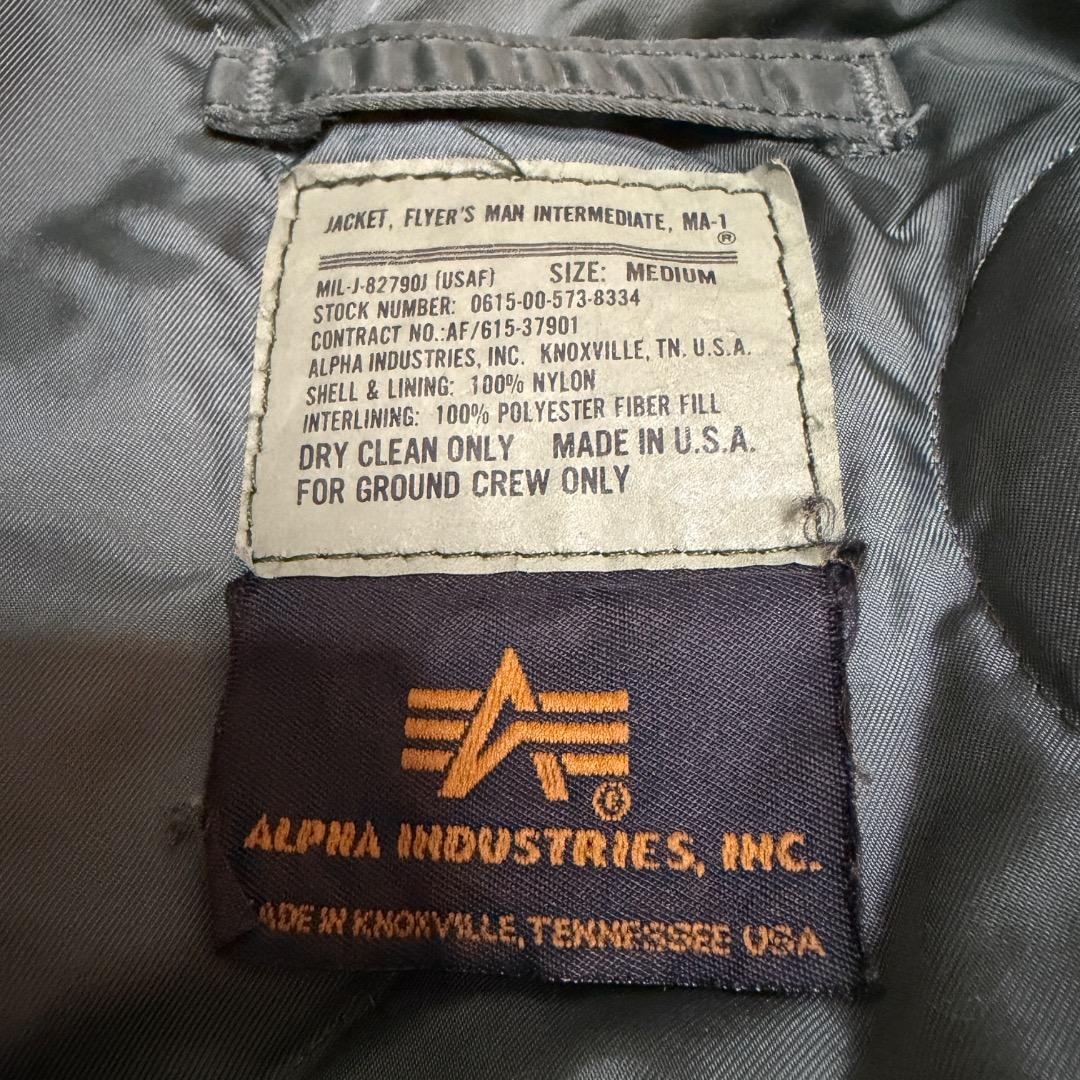 JACKET, FLYER'S MAN INTERMEDIATE, MA-1
®
MIL-J-82790J (USAF) SIZE: MEDIUM
STOCK NUMBER: 0615-00-573-8334
CONTRACT NO.:AF/615-37901
ALPHA INDUSTRIES, INC. KNOXVILLE, TN. U.S.A.
SHELL & LINING: 100% NYLON
INTERLINING: 100% POLYESTER FIBER FILL
DRY CLEAN ONLY MADE IN U.S.A.
FOR GROUND CREW ONLY
®
ALPHA INDUSTRIES, INC.
ADE IN KNOXVILLE, TENNESSEE USA